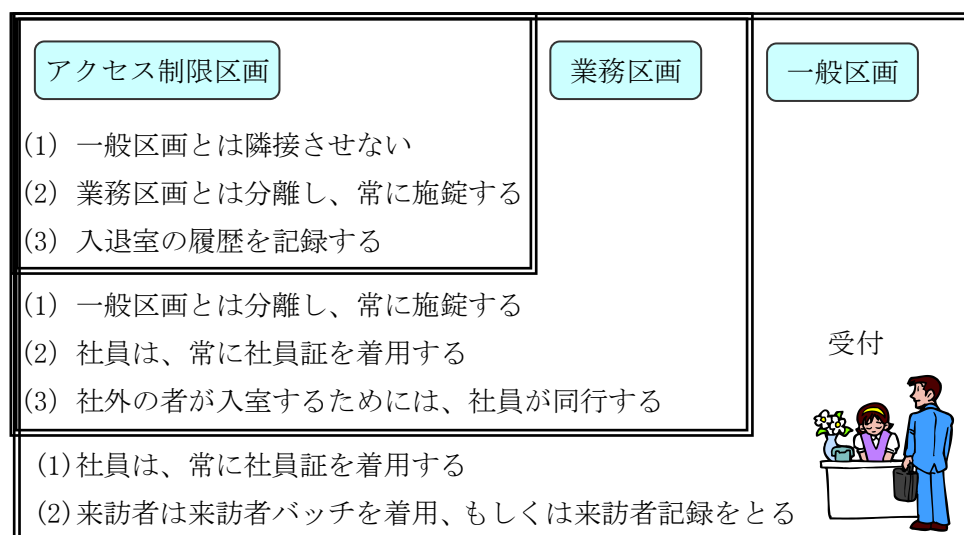 アクセス制限区画
業務区画
一般区画
(1) 一般区画とは隣接させない
(2) 業務区画とは分離し、常に施錠する
(3) 入退室の履歴を記録する
(1) 一般区画とは分離し、常に施錠する
(2) 社員は、常に社員証を着用する
(3) 社外の者が入室するためには、社員が同行する
受付
(1)社員は、常に社員証を着用する
(2)来訪者は来訪者バッチを着用、もしくは来訪者記録をとる